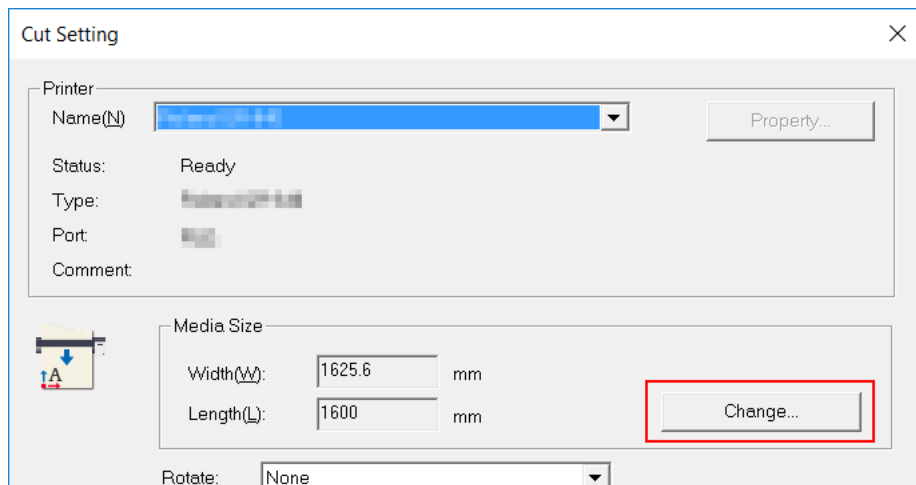 Cut Setting
Printer
Name(N) Property...
Status: Ready
Type:
Port:
Comment:
Media Size
Width(W): 1625.6 mm
Length(L): 1600 mm
Change...
A
Rotate: None